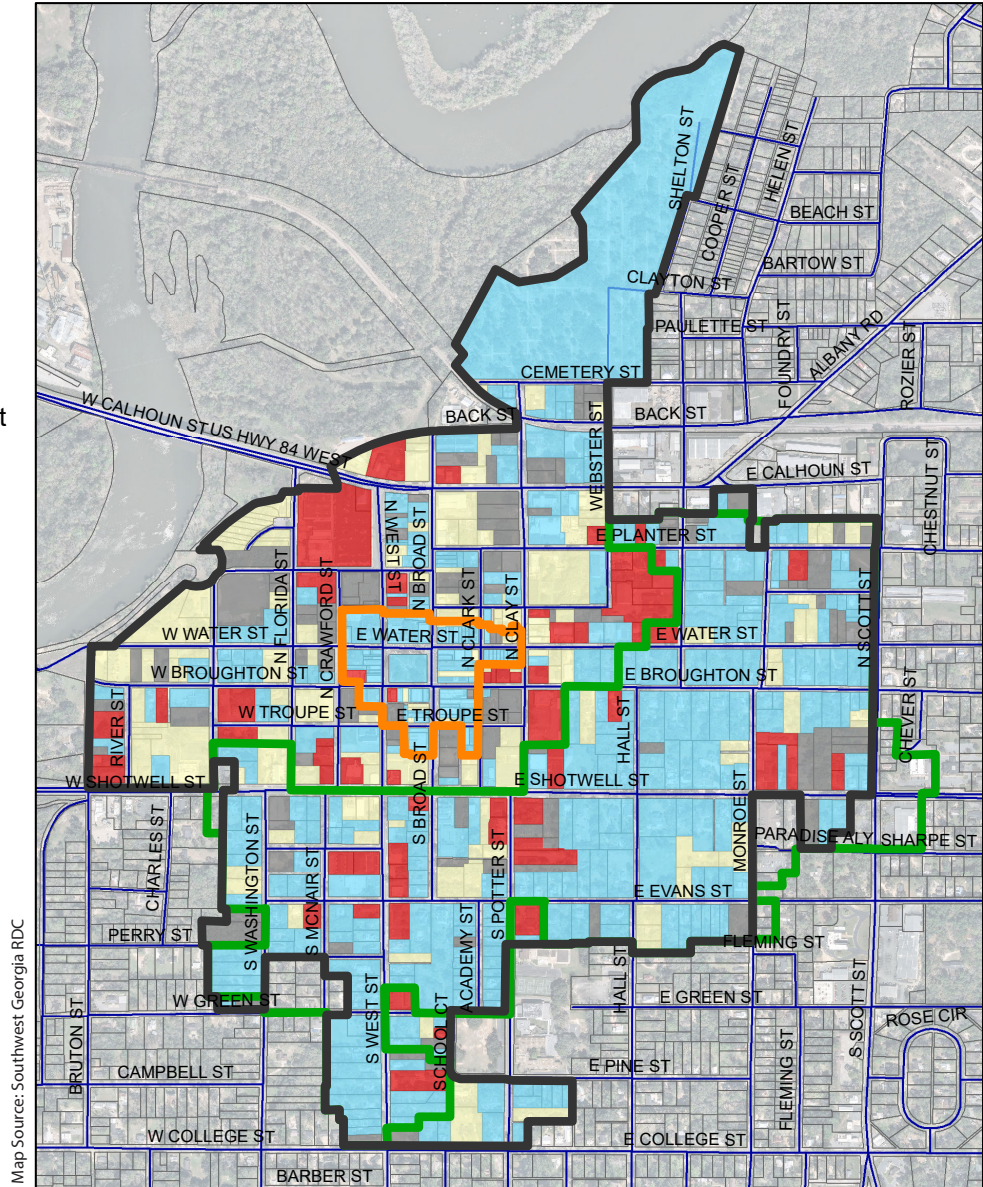 SHELTON ST
COOPER ST
HELEN ST
BEACH ST
BARTOW ST
CLAYTON ST
PAULETTE ST
FOUNDRY ST
ALBANY RD
ROZIER ST
CEMETERY ST
W CALHOUN ST US HWY 84 WEST
t
BACK ST
BACK ST
WEBSTER ST
E CALHOUN ST
CHESTNUT ST
N WEST ST
N BROAD ST
E PLANTER ST
N FLORIDA ST
N CRAWFORD ST
N CLARK ST
N CLAY ST
N SCOTT ST
W WATER ST
E WATER ST
E WATER ST
W BROUGHTON ST
E BROUGHTON ST
CHEVER ST
RIVER ST
W TROUPE ST
E TROUPE ST
HALL ST
W SHOTWELL ST
S BROAD ST
E SHOTWELL ST
MONROE ST
CHARLES ST
S WASHINGTON ST
S MCNAIR ST
S POTTER ST
PARADISE ALY
SHARPE ST
E EVANS ST
PERRY ST
ACADEMY ST
FLEMING ST
HALL ST
W GREEN ST
E GREEN ST
S SCOTT ST
ROSE CIR
BRUTON ST
S WEST ST
SCHOOL CT
CAMPBELL ST
E PINE ST
FLEMING ST
W COLLEGE ST
E COLLEGE ST
BARBER ST
Map Source: Southwest Georgia RDC